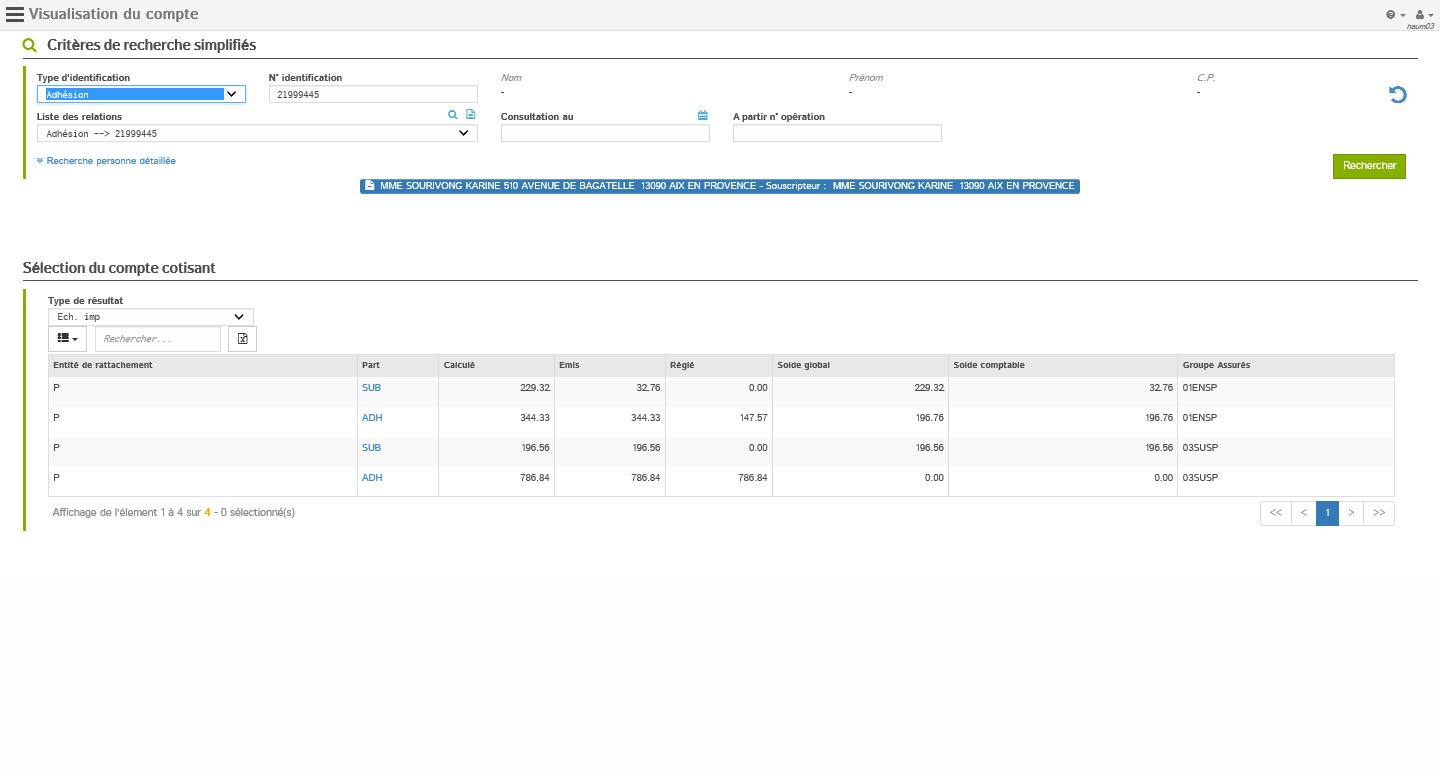 Visualisation du compte
haum03
Critères de recherche simplifiés
Type d'identification N° identification Nom Prénom C.P.
Adhésion 21999445 - - -
Liste des relations Consultation au A partir n° opération
Adhésion --> 21999445
Recherche personne détaillée
Rechercher
MME SOURIVONG KARINE 510 AVENUE DE BAGATELLE 13090 AIX EN PROVENCE - Souscripteur : MME SOURIVONG KARINE 13090 AIX EN PROVENCE
Sélection du compte cotisant
Type de résultat
Ech. imp
Rechercher...
Entité de rattachement Part Calculé Emis Réglé Solde global Solde comptable Groupe Assurés
P SUB 229.32 32.76 0.00 229.32 32.76 01ENSP
P ADH 344.33 344.33 147.57 196.76 196.76 01ENSP
P SUB 196.56 196.56 0.00 196.56 196.56 03SUSP
P ADH 786.84 786.84 786.84 0.00 0.00 03SUSP
Affichage de l'élement 1 à 4 sur 4 - 0 sélectionné(s)
<< < 1 > >>